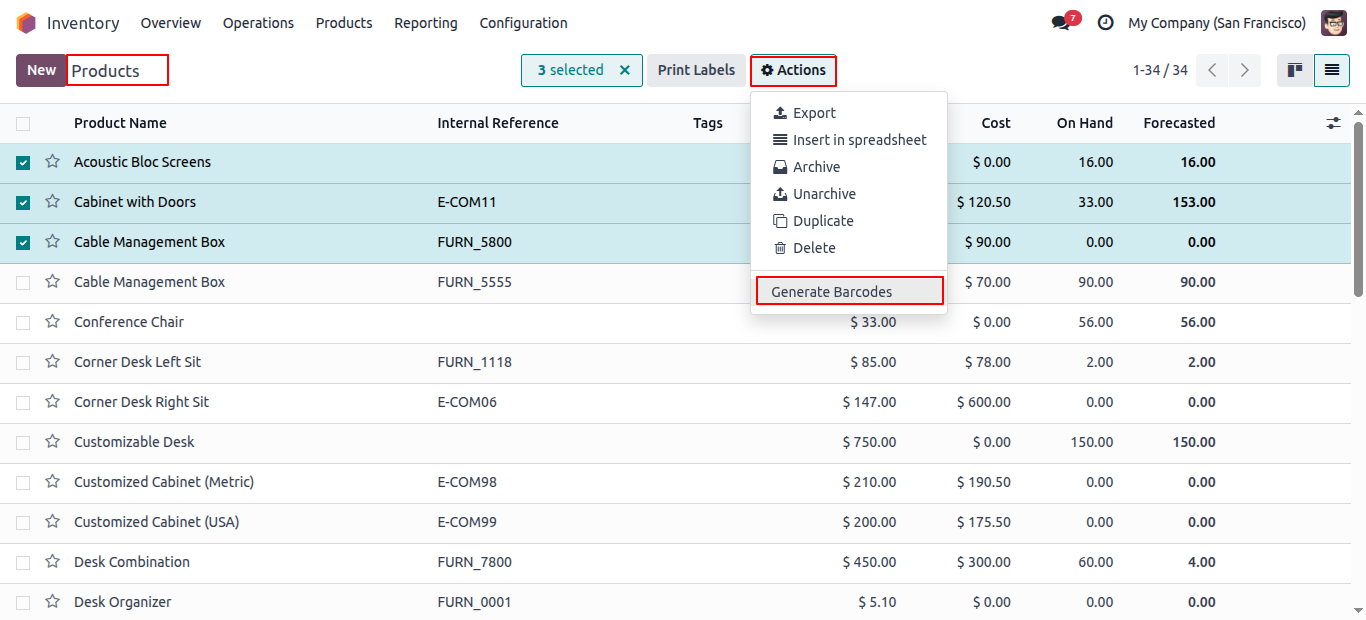 Inventory Overview Operations Products Reporting Configuration 7 My Company (San Francisco)
New Products 3 selected × Print Labels Actions 1-34 / 34
Product Name Internal Reference Tags Cost On Hand Forecasted
Export
Insert in spreadsheet
Archive
Unarchive
Duplicate
Delete
Generate Barcodes
Acoustic Bloc Screens $ 0.00 16.00 16.00
Cabinet with Doors E-COM11 $ 120.50 33.00 153.00
Cable Management Box FURN_5800 $ 90.00 0.00 0.00
Cable Management Box FURN_5555 $ 70.00 90.00 90.00
Conference Chair $ 33.00 $ 0.00 56.00 56.00
Corner Desk Left Sit FURN_1118 $ 85.00 $ 78.00 2.00 2.00
Corner Desk Right Sit E-COM06 $ 147.00 $ 600.00 0.00 0.00
Customizable Desk $ 750.00 $ 0.00 150.00 150.00
Customized Cabinet (Metric) E-COM98 $ 210.00 $ 190.50 0.00 0.00
Customized Cabinet (USA) E-COM99 $ 200.00 $ 175.50 0.00 0.00
Desk Combination FURN_7800 $ 450.00 $ 300.00 60.00 4.00
Desk Organizer FURN_0001 $ 5.10 $ 0.00 0.00 0.00